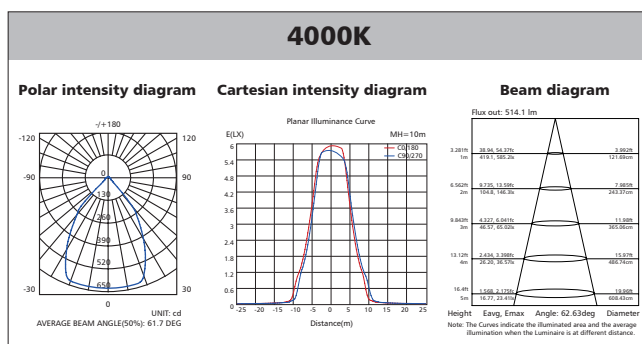 4000K
Polar intensity diagram
-/+180
-120
120
-90
90
0
130
260
390
520
650
-30
30
0
UNIT: cd
AVERAGE BEAM ANGLE(50%): 61.7 DEG
Cartesian intensity diagram
Planar Illuminance Curve
E(LX)
MH=10m
C0/180
C90/270
6
5.4
4.8
4.2
3.6
3
2.4
1.8
1.2
0.6
0
-25 -20 -15 -10 -5 0 5 10 15 20 25
Distance(m)
Beam diagram
Flux out: 514.1 lm
3.281ft 38.94, 54.37fc 3.992ft
1m 419.1, 585.2lx 121.69cm
6.562ft 9.735, 13.59fc 7.985ft
2m 104.8, 146.3lx 243.37cm
9.843ft 4.327, 6.041fc 11.98ft
3m 46.57, 65.02lx 365.06cm
13.12ft 2.434, 3.398fc 15.97ft
4m 26.20, 36.57lx 486.74cm
16.4ft 1.568, 2.175fc 19.96ft
5m 16.77, 23.41lx 608.43cm
Height Eavg, Emax Angle: 62.63deg Diameter
Note: The Curves indicate the illuminated area and the average
illumination when the Luminaire is at different distance.